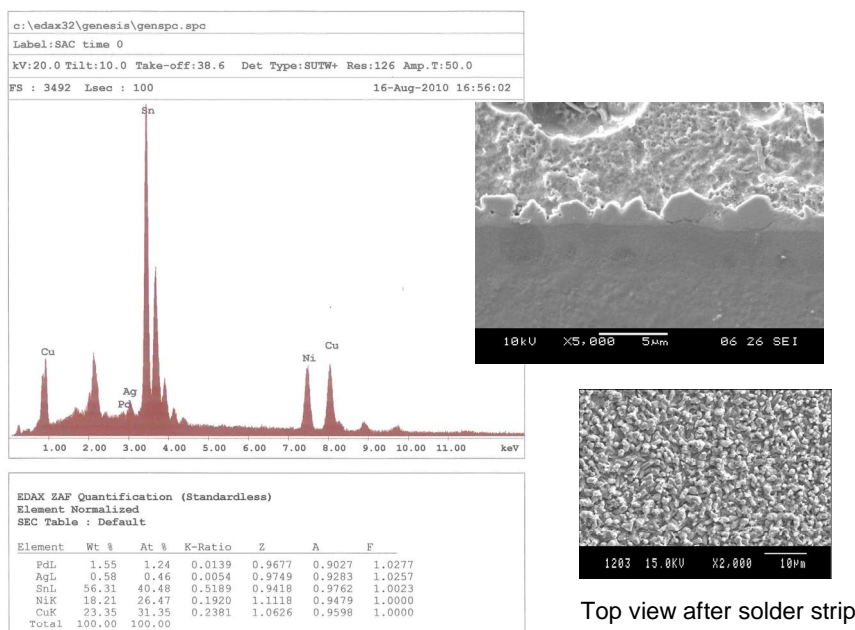 c:\edax32\genesis\genspc.spc
Label:SAC time 0
kV:20.0 Tilt:10.0 Take-off:38.6 Det Type:SUTW+ Res:126 Amp.T:50.0
FS : 3492 Lsec : 100 16-Aug-2010 16:56:02
Sn
Cu
Ag
Pd
Ni
Cu
1.00 2.00 3.00 4.00 5.00 6.00 7.00 8.00 9.00 10.00 11.00 keV
EDAX ZAF Quantification (Standardless)
Element Normalized
SEC Table : Default
Element Wt % At % K-Ratio Z A F
PdL 1.55 1.24 0.0139 0.9677 0.9027 1.0277
AgL 0.58 0.46 0.0054 0.9749 0.9283 1.0257
SnL 56.31 40.48 0.5189 0.9418 0.9762 1.0023
NiK 18.21 26.47 0.1920 1.1118 0.9479 1.0000
CuK 23.35 31.35 0.2381 1.0626 0.9598 1.0000
Total 100.00 100.00
10kU X5,000 5µm 06 26 SEI
1203 15.0KU X2,000 10µm
Top view after solder strip